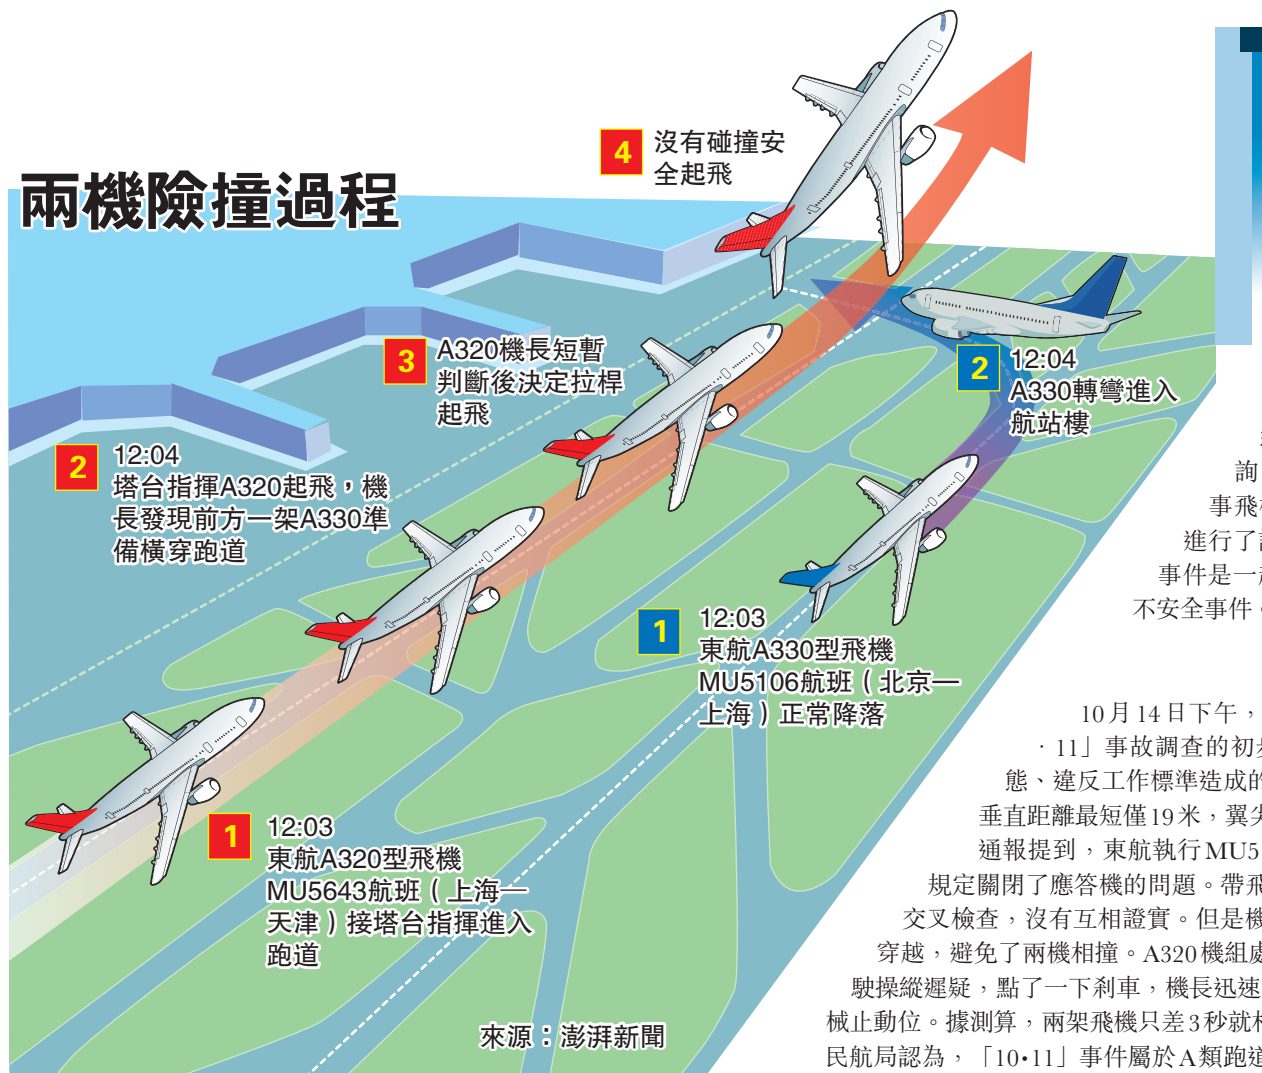 兩機險撞過程
4
沒有碰撞安
全起飛
3
A320機長短暫
判斷後決定拉桿
起飛
2
12:04
塔台指揮A320起飛，機
長發現前方一架A330準
備橫穿跑道
2
12:04
A330轉彎進入
航站樓
1
12:03
東航A330型飛機
MU5106航班（北京—
上海）正常降落
1
12:03
東航A320型飛機
MU5643航班（上海—
天津）接塔台指揮進入
跑道
來源：澎湃新聞
詢
事飛
進行了
事件是一
不安全事件
10月14日下午，
·11」事故調查的初
態、違反工作標準造成的
垂直距離最短僅19米，翼
通報提到，東航執行MU5
規定關閉了應答機的問題。帶飛
交叉檢查，沒有互相證實。但是機
穿越，避免了兩機相撞。A320機組處
駛操縱遲疑，點了一下剎車，機長迅速
械止動位。據測算，兩架飛機只差3秒就
民航局認為，「10•11」事件屬於A類跑道